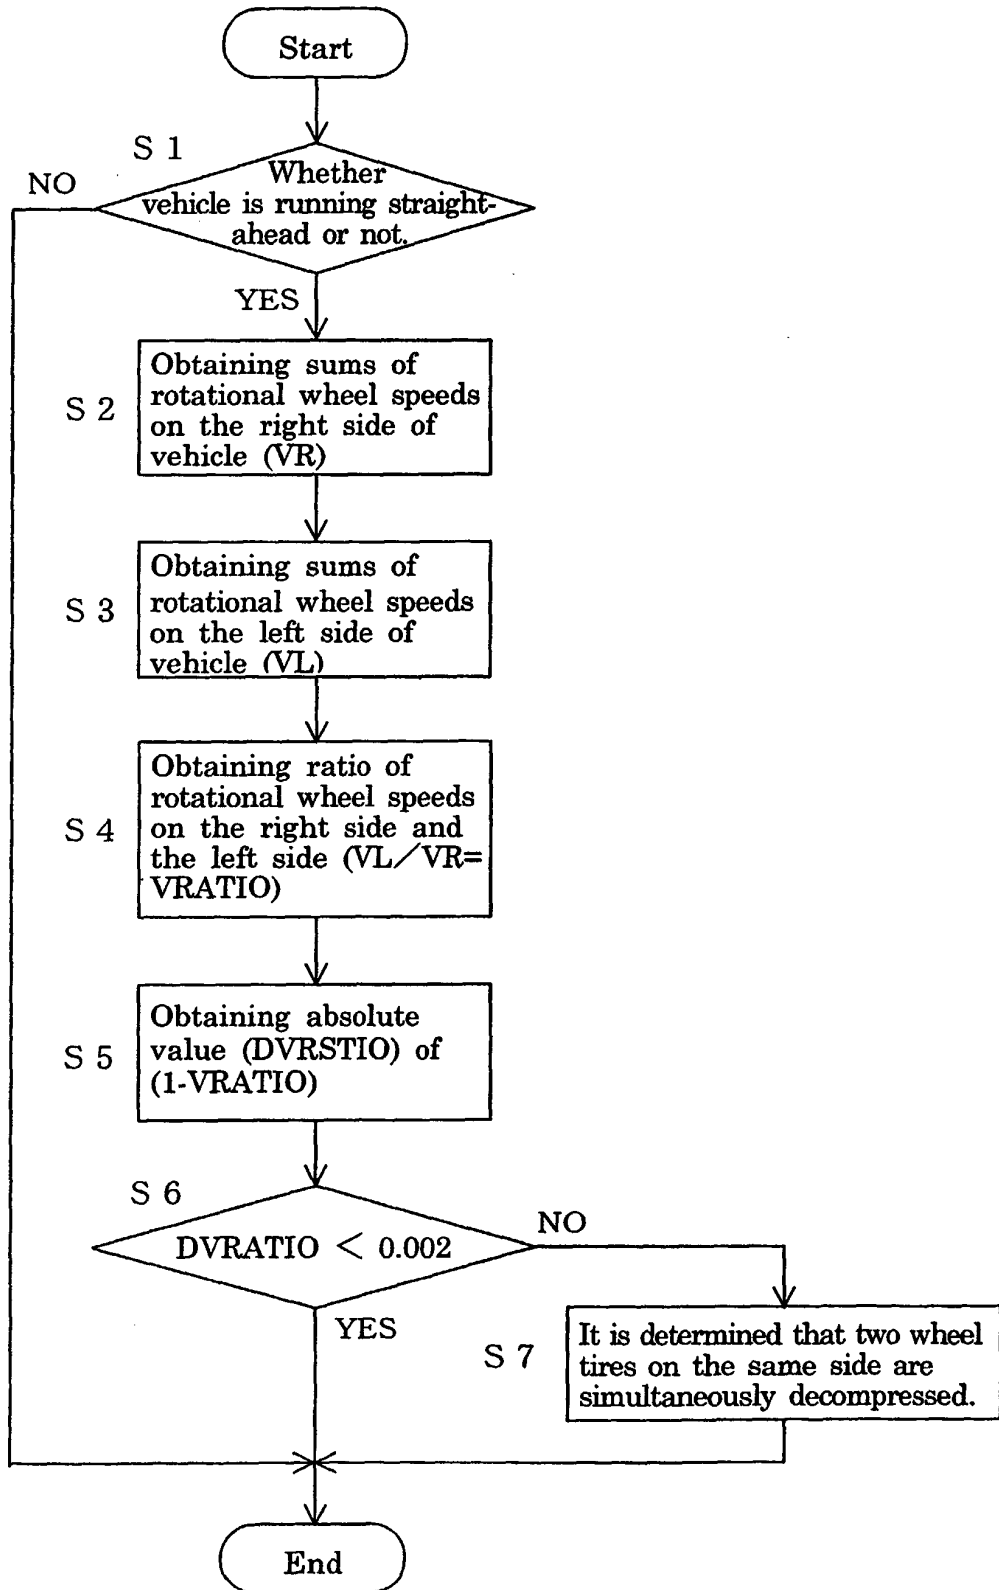 Start
S 1
NO
Whether
vehicle is running straight-
ahead or not.
YES
S 2
Obtaining sums of
rotational wheel speeds
on the right side of
vehicle (VR)
S 3
Obtaining sums of
rotational wheel speeds
on the left side of
vehicle (VL)
S 4
Obtaining ratio of
rotational wheel speeds
on the right side and
the left side (VL／VR=
VRATIO)
S 5
Obtaining absolute
value (DVRSTIO) of
(1-VRATIO)
S 6
DVRATIO < 0.002
NO
YES
S 7
It is determined that two wheel
tires on the same side are
simultaneously decompressed.
End